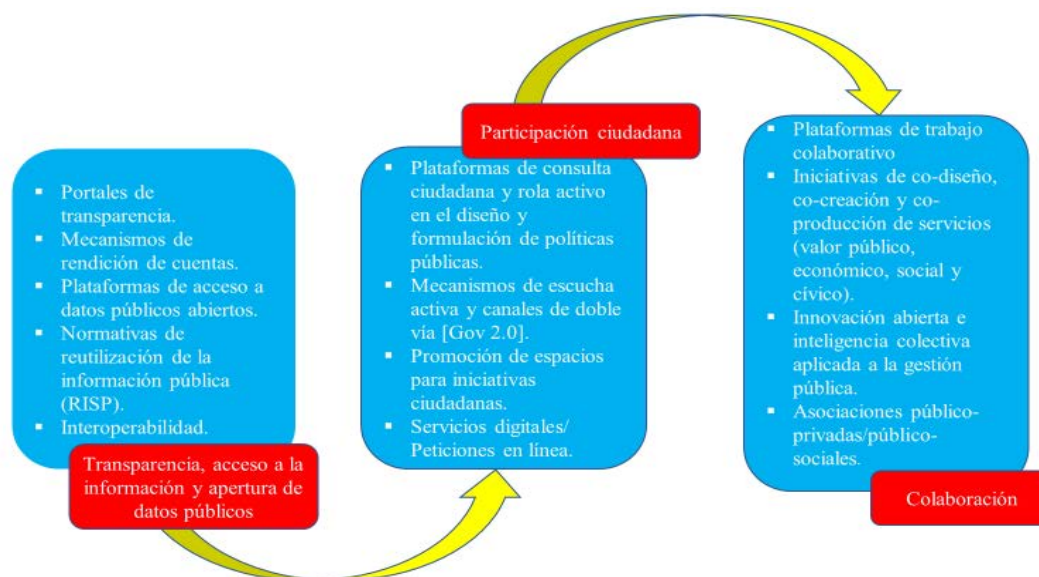 ▪ Portales de
transparencia.
▪ Mecanismos de
rendición de cuentas.
▪ Plataformas de acceso a
datos públicos abiertos.
▪ Normativas de
reutilización de la
información pública
(RISP).
▪ Interoperabilidad.
Transparencia, acceso a la
información y apertura de
datos públicos
Participación ciudadana
▪ Plataformas de consulta
ciudadana y rola activo
en el diseño y
formulación de políticas
públicas.
▪ Mecanismos de escucha
activa y canales de doble
vía [Gov 2.0].
▪ Promoción de espacios
para iniciativas
ciudadanas.
▪ Servicios digitales/
Peticiones en línea.
▪ Plataformas de trabajo
colaborativo
▪ Iniciativas de co-diseño,
co-creación y co-
producción de servicios
(valor público,
económico, social y
cívico).
▪ Innovación abierta e
inteligencia colectiva
aplicada a la gestión
pública.
▪ Asociaciones público-
privadas/público-
sociales.
Colaboración